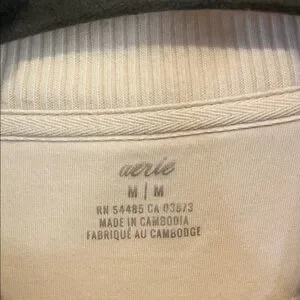 aerie
M | M
RN 54485 CA 03673
MADE IN CAMBODIA
FABRIQUÉ AU CAMBODGE